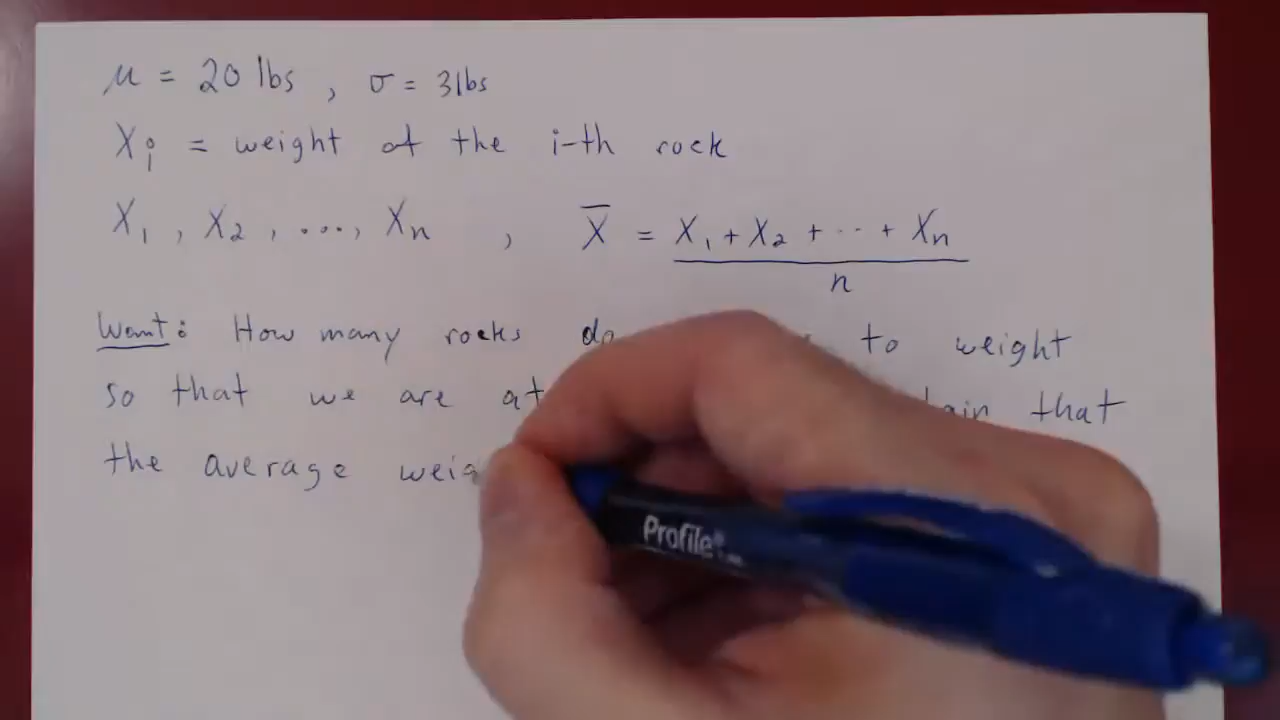 μ = 20 lbs , σ = 3lbs
Xi = weight of the i-th rock
X1 , X2 , ..., Xn , X̅ = X1 + X2 + ... + Xn
n
Want: How many rocks do to weight
so that we are at that
the average
Profile